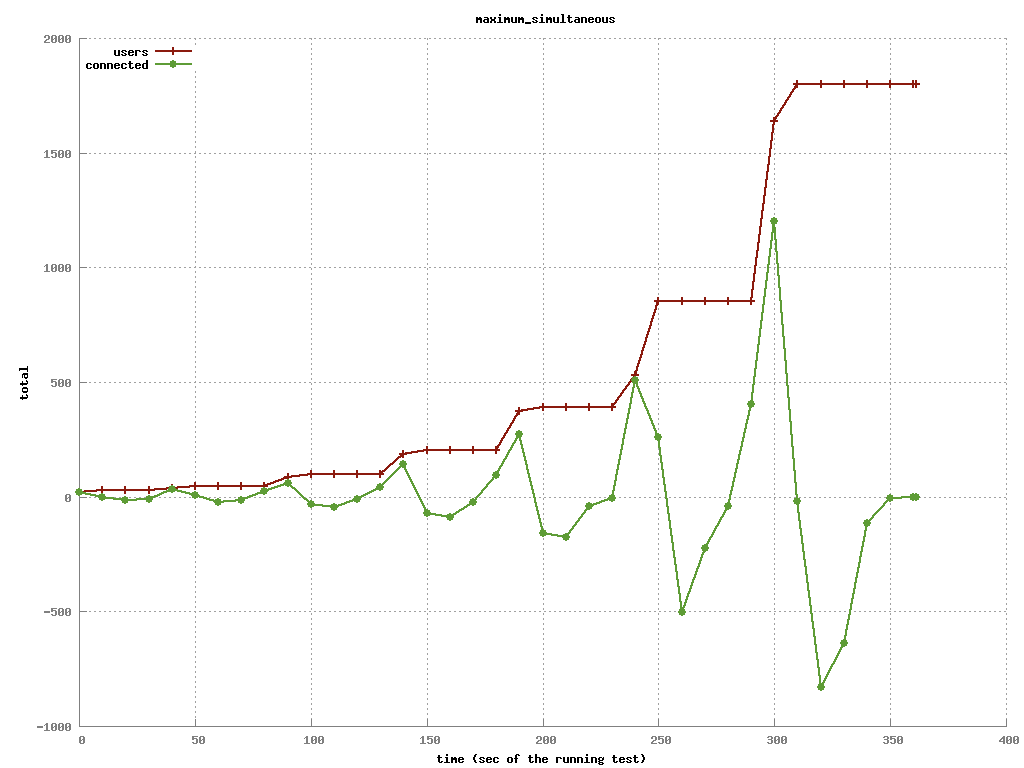 maximum_simultaneous
users
connected
2000
1500
1000
500
0
-500
-1000
total
0 50 100 150 200 250 300 350 400
time (sec of the running test)